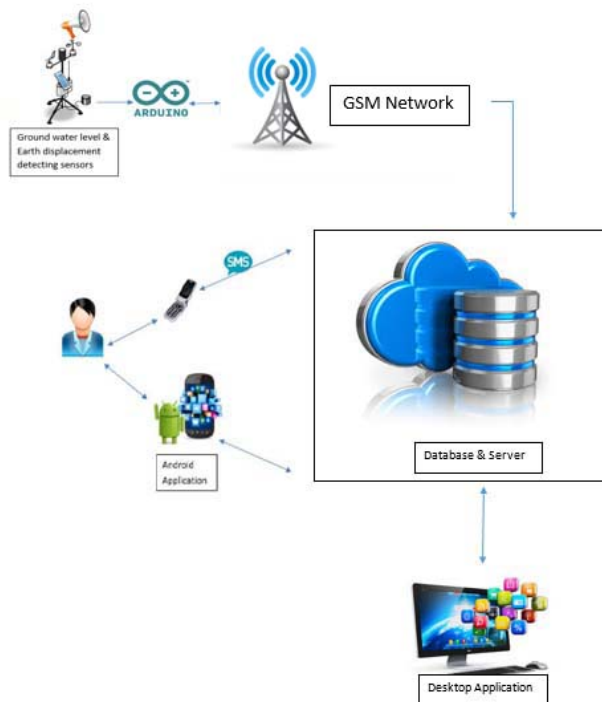 ARDUINO
GSM Network
Ground water level &
Earth displacement
detecting sensors
SMS
Android
Application
Database & Server
Desktop Application